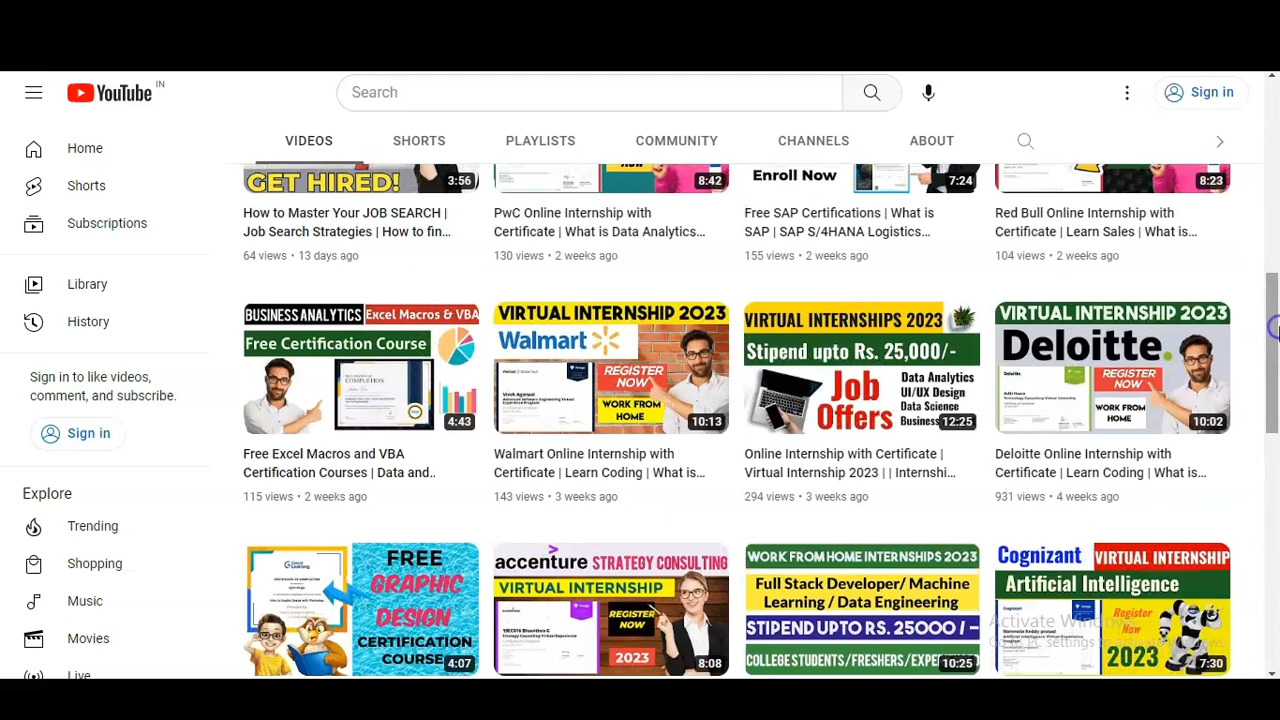 YouTube IN
Search
Sign in
VIDEOS SHORTS PLAYLISTS COMMUNITY CHANNELS ABOUT
Home
Shorts
Subscriptions
Library
History
Sign in to like videos,
comment, and subscribe.
Sign in
Explore
Trending
Shopping
Music
Movies
Live
GET HIRED!
3:56
How to Master Your JOB SEARCH |
Job Search Strategies | How to fin...
64 views • 13 days ago
8:42
PwC Online Internship with
Certificate | What is Data Analytics...
130 views • 2 weeks ago
Enroll Now
7:24
Free SAP Certifications | What is
SAP | SAP S/4HANA Logistics...
155 views • 2 weeks ago
8:23
Red Bull Online Internship with
Certificate | Learn Sales | What is...
104 views • 2 weeks ago
BUSINESS ANALYTICS Excel Macros & VBA
Free Certification Course
4:43
Free Excel Macros and VBA
Certification Courses | Data and...
115 views • 2 weeks ago
VIRTUAL INTERNSHIP 2023
Walmart
REGISTER
NOW
WORK FROM
HOME
10:13
Walmart Online Internship with
Certificate | Learn Coding | What is...
143 views • 3 weeks ago
VIRTUAL INTERNSHIPS 2023
Stipend upto Rs. 25,000/-
Job
Offers
Data Analytics
UI/UX Design
Data Science
Business
12:25
Online Internship with Certificate |
Virtual Internship 2023 | | Internshi...
294 views • 3 weeks ago
VIRTUAL INTERNSHIP 2023
Deloitte.
REGISTER
NOW
WORK FROM
HOME
10:02
Deloitte Online Internship with
Certificate | Learn Coding | What is...
931 views • 4 weeks ago
FREE
GRAPHIC
DESIGN
CERTIFICATION
COURSE
4:07
accenture STRATEGY CONSULTING
VIRTUAL INTERNSHIP
REGISTER
NOW
2023
8:08
WORK FROM HOME INTERNSHIPS 2023
Full Stack Developer/ Machine
Learning / Data Engineering
STIPEND UPTO RS. 25000 / -
COLLEGE STUDENTS/FRESHERS/
10:25
Cognizant VIRTUAL INTERNSHIP
Artificial Intelligence
Register
Now
2023
7:30